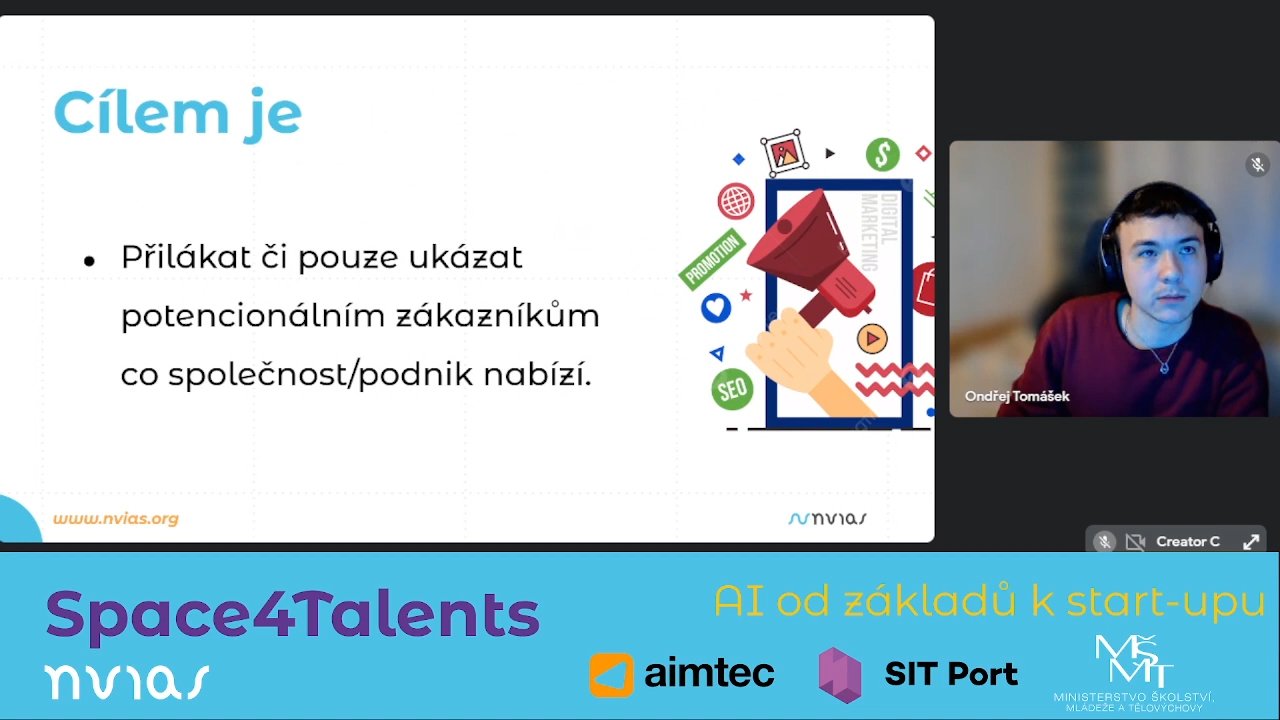 Cílem je
• Přilákat či pouze ukázat
potencionálním zákazníkům
co společnost/podnik nabízí.
DIGITAL
MARKETING
PROMOTION
SEO
www.nvias.org
nvias
Ondřej Tomášek
Creator C
Space4Talents
nvias
AI od základů k start-upu
aimtec
SIT Port
MŠMT
MINISTERSTVO ŠKOLSTVÍ,
MLÁDEŽE A TĚLOVÝCHOVY